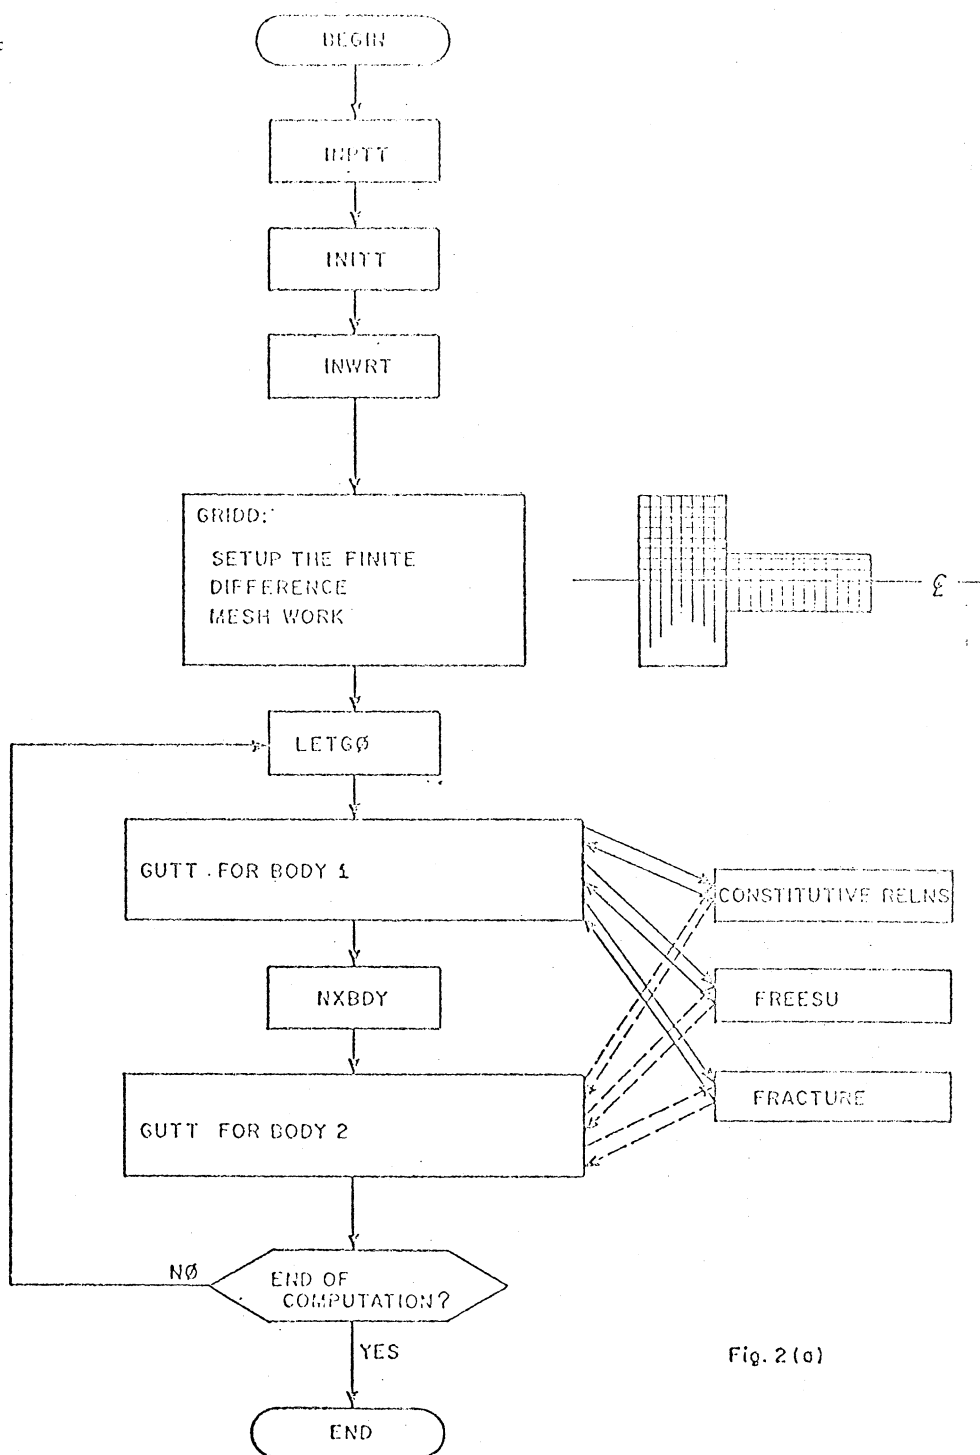 BEGIN
INPTT
INITT
INWRT
GRIDD:
SETUP THE FINITE
DIFFERENCE
MESH WORK
LETGØ
GUTT FOR BODY 1
CONSTITUTIVE RELNS
NXBDY
FREESU
FRACTURE
GUTT FOR BODY 2
NØ
END OF
COMPUTATION?
YES
Fig. 2(a)
END